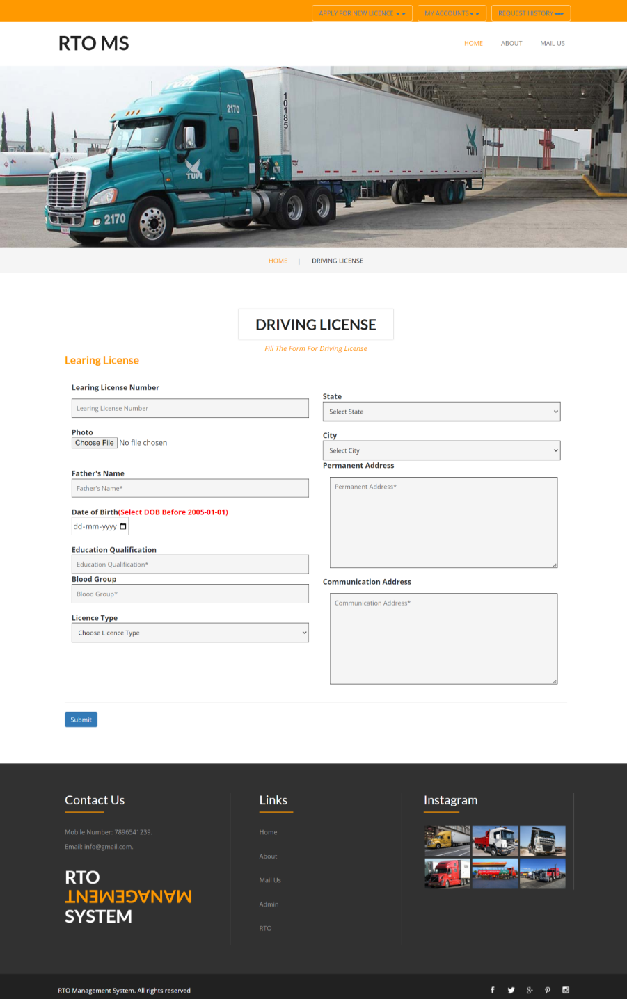 APPLY FOR NEW LICENCE
MY ACCOUNTS
REQUEST HISTORY
RTO MS
HOME
ABOUT
MAIL US
2170
10185
TUM
TUM
2170
HOME | DRIVING LICENSE
DRIVING LICENSE
Fill The Form For Driving License
Learing License
Learing License Number
Learing License Number
Photo
Choose File No file chosen
Father's Name
Father's Name*
Date of Birth(Select DOB Before 2005-01-01)
dd-mm-yyyy
Education Qualification
Education Qualification*
Blood Group
Blood Group*
Licence Type
Choose Licence Type
State
Select State
City
Select City
Permanent Address
Permanent Address*
Communication Address
Communication Address*
Submit
Contact Us
Mobile Number: 7896541239.
Email: info@gmail.com.
RTO
MANAGEMENT
SYSTEM
Links
Home
About
Mail Us
Admin
RTO
Instagram
RTO Management System. All rights reserved